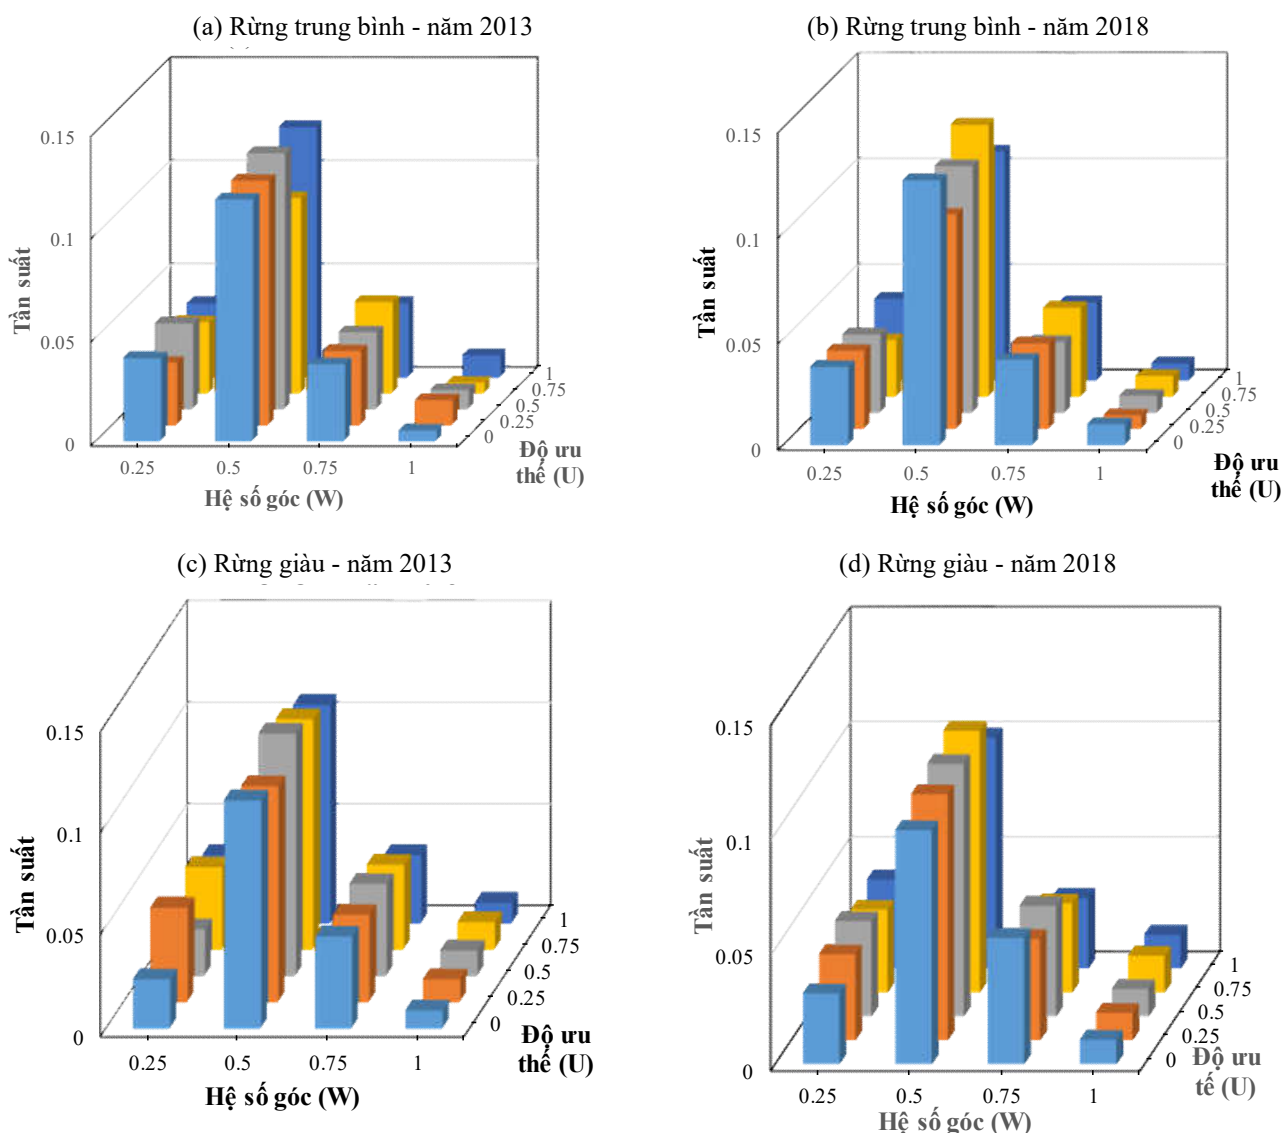 (a) Rừng trung bình - năm 2013
0.15
0.1
0.05
0
Tần suất
0.25 0.5 0.75 1
Hệ số góc (W)
0
0.25
0.5
0.75
1
Độ ưu
thế (U)
(b) Rừng trung bình - năm 2018
0.15
0.1
0.05
0
Tần suất
0.25 0.5 0.75 1
Hệ số góc (W)
0
0.25
0.5
0.75
1
Độ ưu
thế (U)
(c) Rừng giàu - năm 2013
0.15
0.1
0.05
0
Tần suất
0.25 0.5 0.75 1
Hệ số góc (W)
0
0.25
0.5
0.75
1
Độ ưu
thế (U)
(d) Rừng giàu - năm 2018
0.15
0.1
0.05
0
Tần suất
0.25 0.5 0.75 1
Hệ số góc (W)
0
0.25
0.5
0.75
1
Độ ưu
tế (U)